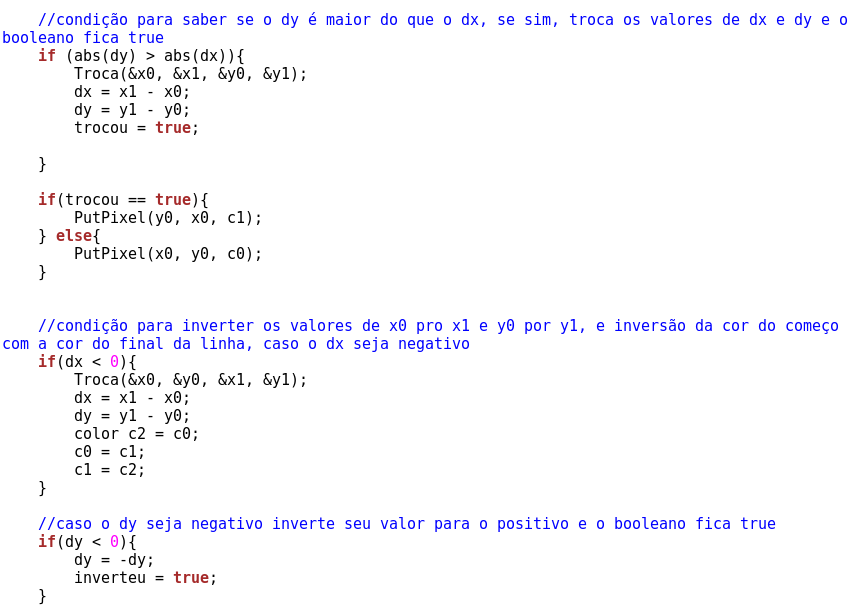 //condição para saber se o dy é maior do que o dx, se sim, troca os valores de dx e dy e o
booleano fica true
    if (abs(dy) > abs(dx)){
        Troca(&x0, &x1, &y0, &y1);
        dx = x1 - x0;
        dy = y1 - y0;
        trocou = true;

    }

    if(trocou == true){
        PutPixel(y0, x0, c1);
    } else{
        PutPixel(x0, y0, c0);
    }


    //condição para inverter os valores de x0 pro x1 e y0 por y1, e inversão da cor do começo
com a cor do final da linha, caso o dx seja negativo
    if(dx < 0){
        Troca(&x0, &y0, &x1, &y1);
        dx = x1 - x0;
        dy = y1 - y0;
        color c2 = c0;
        c0 = c1;
        c1 = c2;
    }

    //caso o dy seja negativo inverte seu valor para o positivo e o booleano fica true
    if(dy < 0){
        dy = -dy;
        inverteu = true;
    }